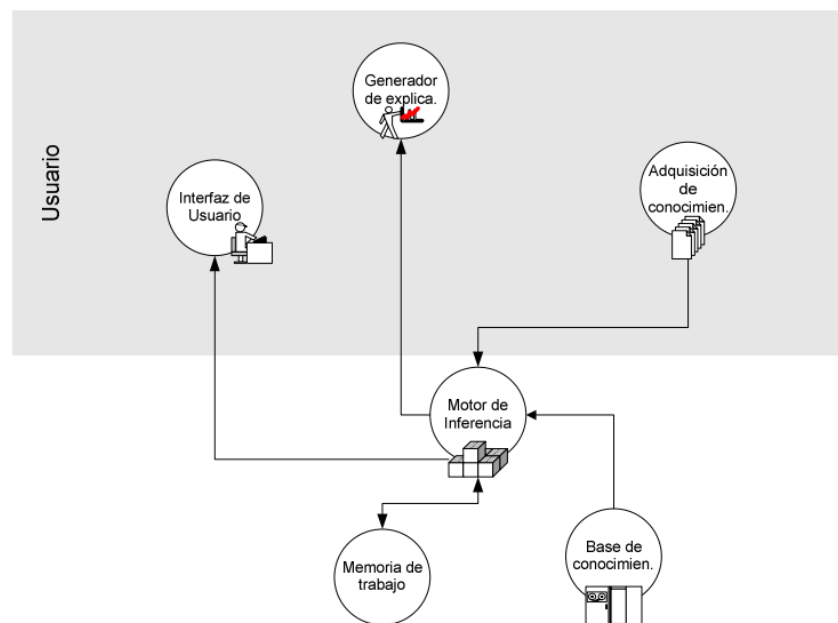 Usuario
Generador
de explica.
Interfaz de
Usuario
Adquisición
de
conocimien.
Motor de
Inferencia
Memoria de
trabajo
Base de
conocimien.